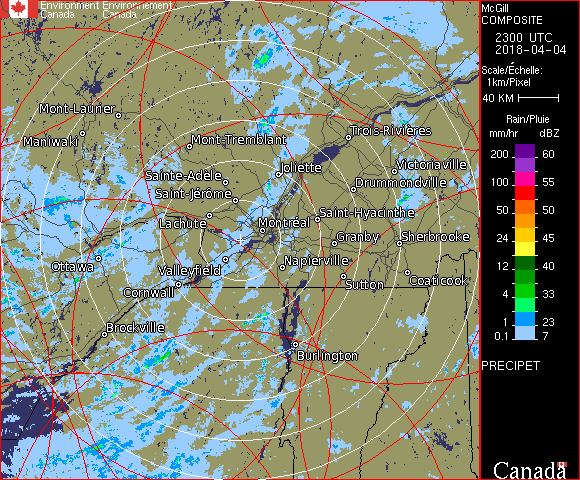 Environment Environnement
Canada Canada
McGill
COMPOSITE
2300 UTC
2018-04-04
Scale/Échelle:
1km/Pixel
40 KM
Rain/Pluie
mm/hr dBZ
200 60
100 55
50 50
24 45
12 40
4 33
1 23
0.1 7
PRECIPET
Canada
Mont-Laurier
Maniwaki
Mont-Tremblant
Trois-Rivières
Sainte-Adèle
Joliette
Victoriaville
Drummondville
Saint-Jérôme
Lachute
Montréal
Saint-Hyacinthe
Granby
Sherbrooke
Ottawa
Valleyfield
Napierville
Cornwall
Sutton
Coaticook
Brockville
Burlington